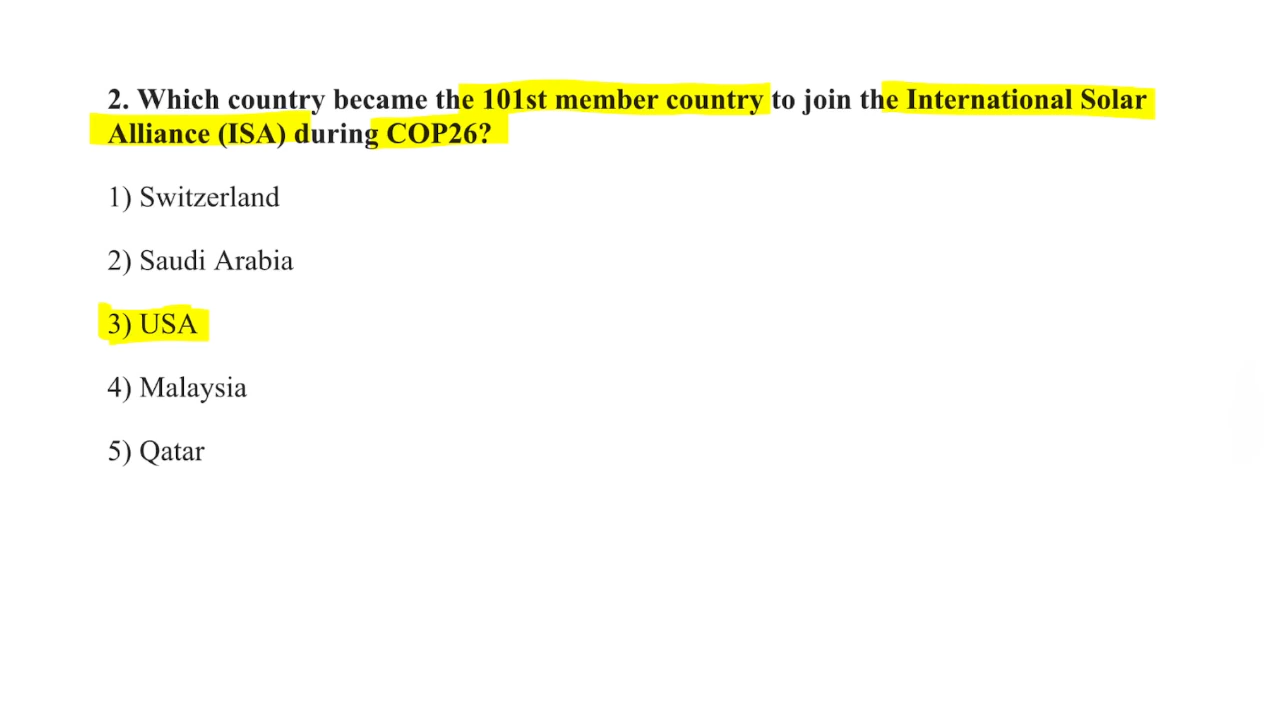 2. Which country became the 101st member country to join the International Solar
Alliance (ISA) during COP26?
1) Switzerland
2) Saudi Arabia
3) USA
4) Malaysia
5) Qatar